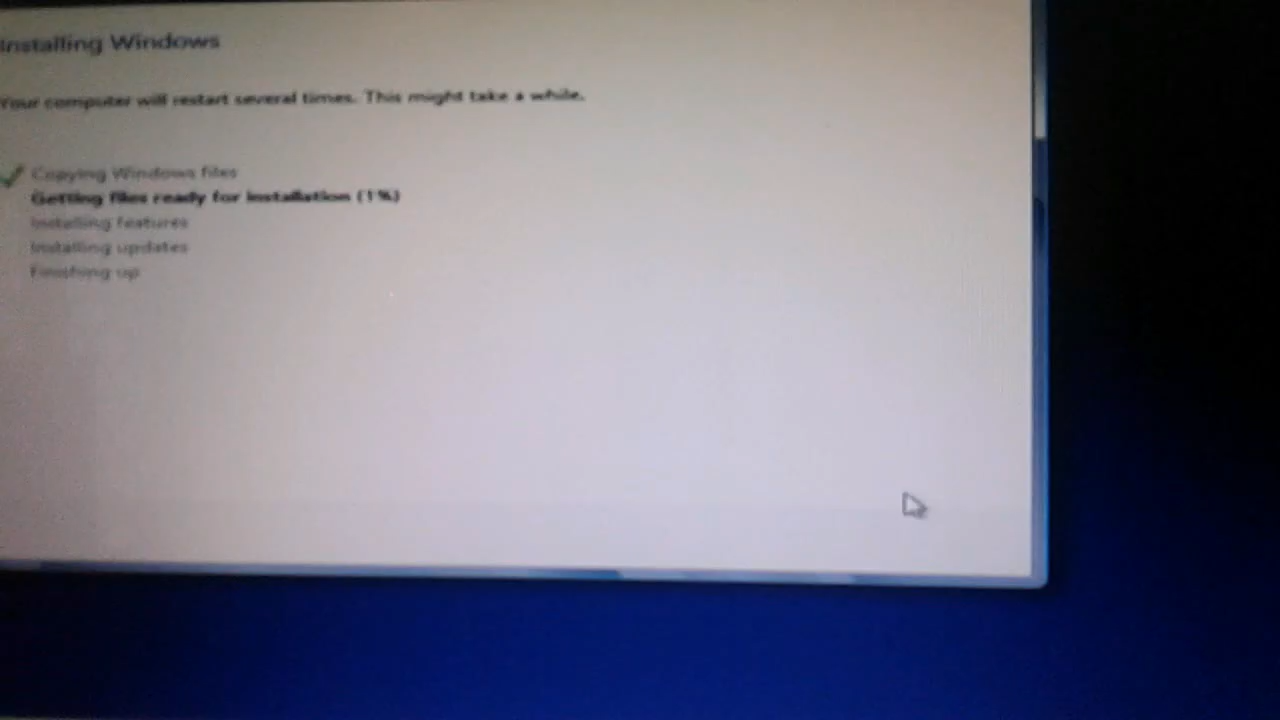 Installing Windows
Your computer will restart several times. This might take a while.
Copying Windows files
Getting files ready for installation (1%)
Installing features
Installing updates
Finishing up